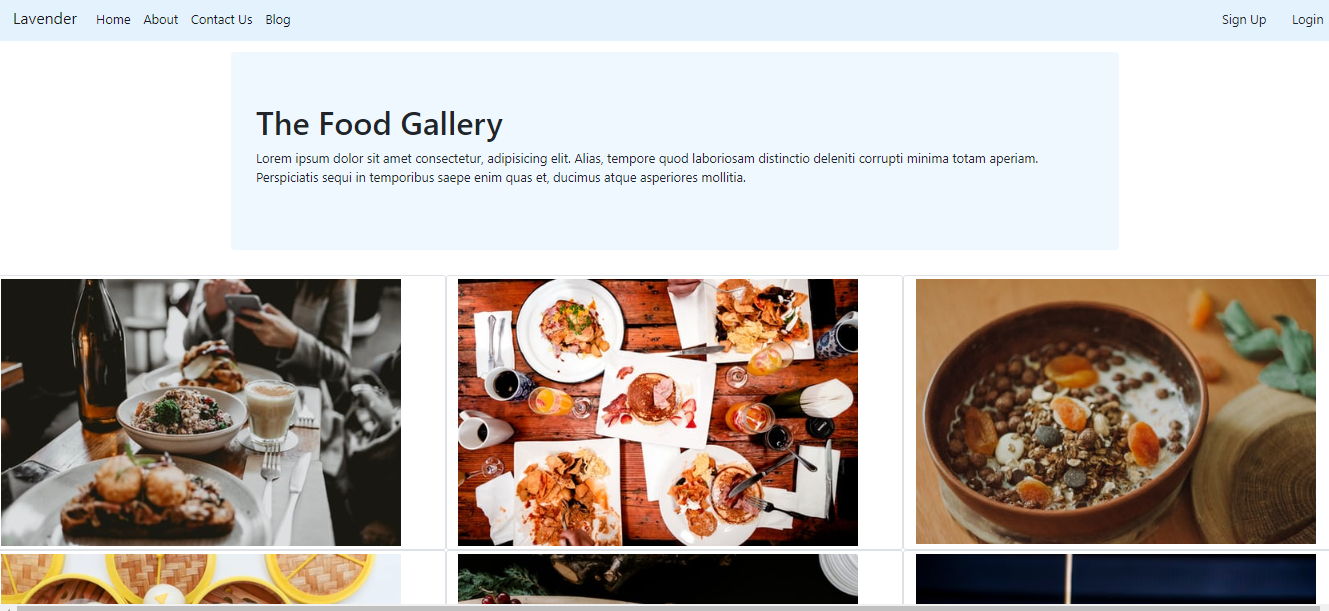 Lavender Home About Contact Us Blog Sign Up Login
The Food Gallery
Lorem ipsum dolor sit amet consectetur, adipisicing elit. Alias, tempore quod laboriosam distinctio deleniti corrupti minima totam aperiam.
Perspiciatis sequi in temporibus saepe enim quas et, ducimus atque asperiores mollitia.